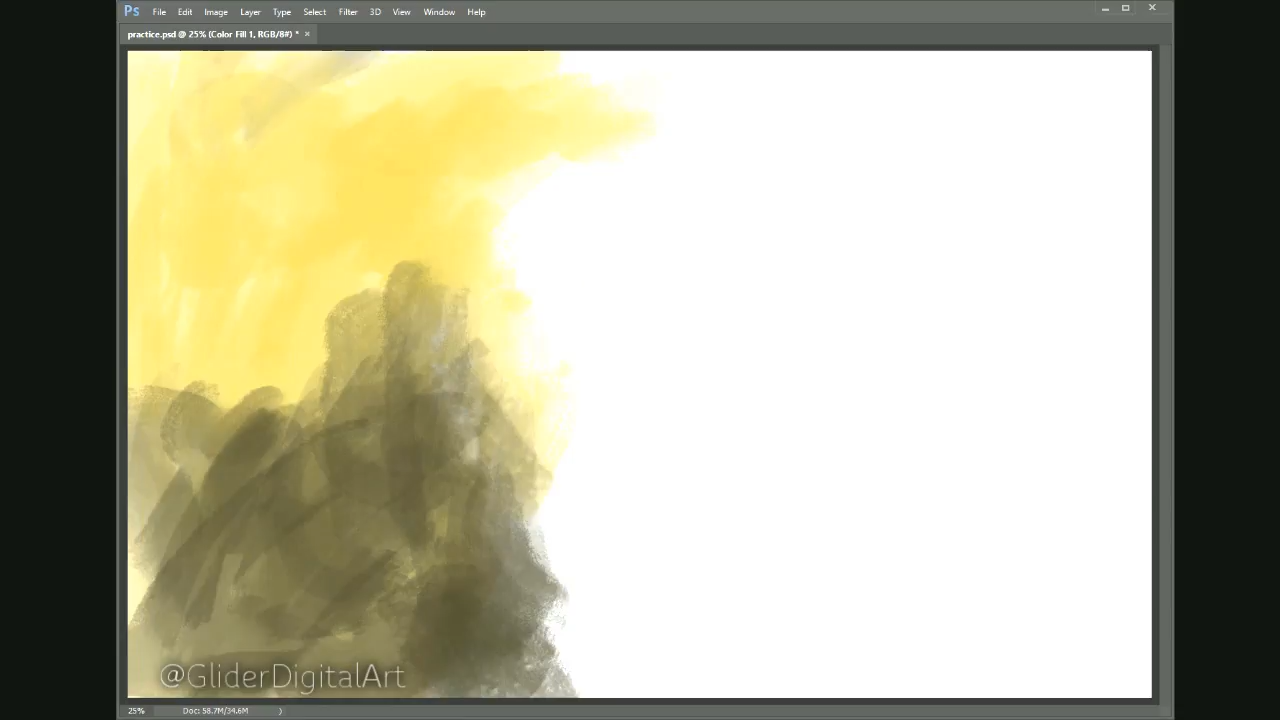 Ps File Edit Image Layer Type Select Filter 3D View Window Help
practice.psd @ 25% (Color Fill 1, RGB/8#) * ×
@GliderDigitalArt
25% Doc: 58.7M/34.6M